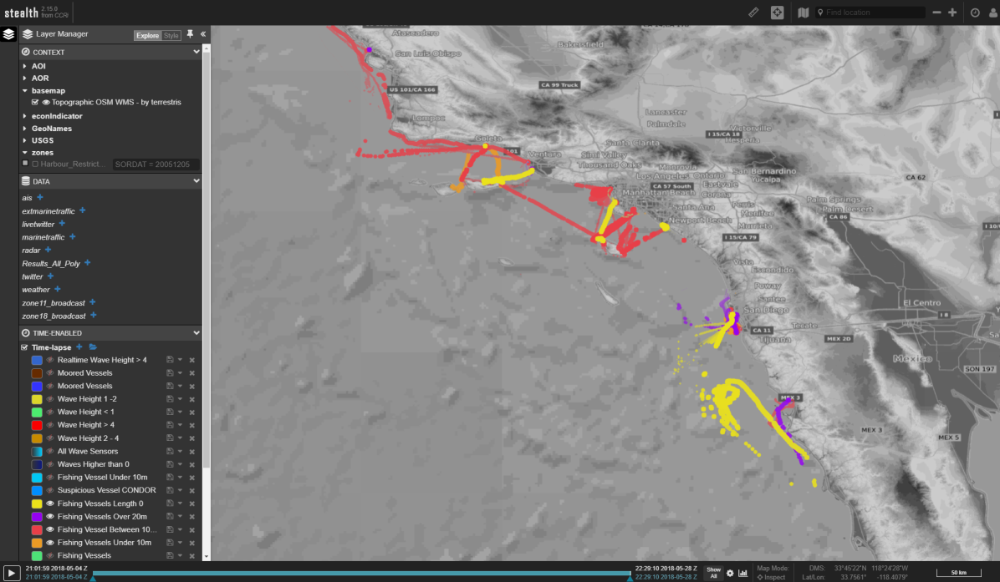 stealth 2.15.0 from CCRi
Find location
Layer Manager Explore Style
CONTEXT
AOI
AOR
basemap
Topographic OSM WMS - by terrestris
econIndicator
GeoNames
USGS
zones
Harbour_Restrict... SORDAT = 20051205
DATA
ais
extmarinetraffic
livetwitter
marinetraffic
radar
Results_All_Poly
twitter
weather
zone11_broadcast
zone18_broadcast
TIME-ENABLED
Time-lapse
Realtime Wave Height > 4
Moored Vessels
Moored Vessels
Wave Height 1 -2
Wave Height < 1
Wave Height > 4
Wave Height 2 - 4
All Wave Sensors
Waves Higher than 0
Fishing Vessel Under 10m
Suspicious Vessel CONDOR
Fishing Vessels Length 0
Fishing Vessels Over 20m
Fishing Vessel Between 10...
Fishing Vessels Under 10m
Fishing Vessels
Atascadero
Bakersfield
San Luis Obispo
CA 99 Truck
US 101/CA 166
Lancaster
Lompoc
Palmdale
Victorville
I 15/CA 18
Hesperia
Goleta
Santa Clarita
101
Ventura
Simi Valley
Thousand Oaks
Monrovia
San Bernardino
Los Angeles
Ontario
Yucaipa
CA 62
Eastvale
CA 57 South
Manhattan Beach
Corona
Palm Springs
Santa Ana
Perris
Palm Desert
Menifee
CA 86
Newport Beach
Murrieta
I 10/
I 15/CA 79
Vista
Escondido
Poway
Santee
El Centro
San Diego
I 8
Tecate
CA 11
Tijuana
MEX 2D
México
SON 197
MEX 3
MEX 3
MEX 5
21:01:59 2018-05-04 Z
21:01:59 2018-05-04 Z
22:29:10 2018-05-28 Z
22:29:10 2018-05-28 Z
Show All
Map Mode:
Inspect
DMS: 33°45'22"N 118°24'28"W
Lat/Lon: 33.7561° -118.4079°
50 km